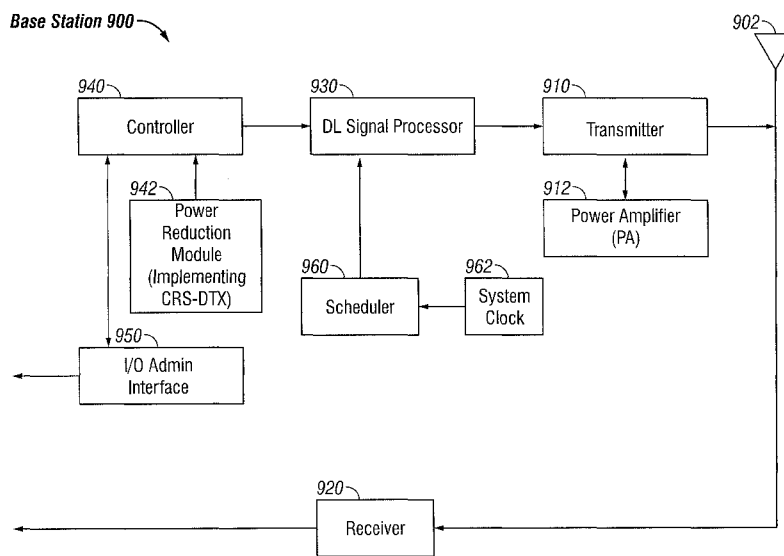 Base Station 900
902
940
Controller
930
DL Signal Processor
910
Transmitter
942
Power
Reduction
Module
(Implementing
CRS-DTX)
912
Power Amplifier
(PA)
960
Scheduler
962
System
Clock
950
I/O Admin
Interface
920
Receiver